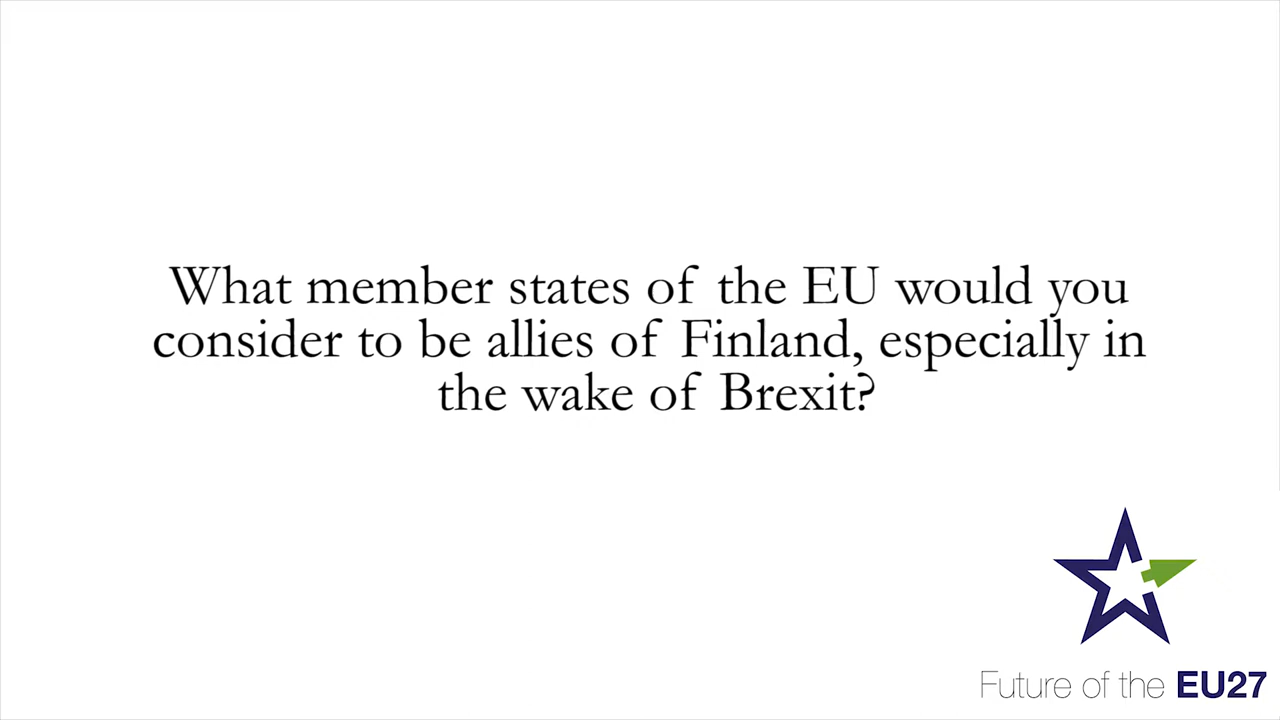 What member states of the EU would you
consider to be allies of Finland, especially in
the wake of Brexit?
Future of the EU27